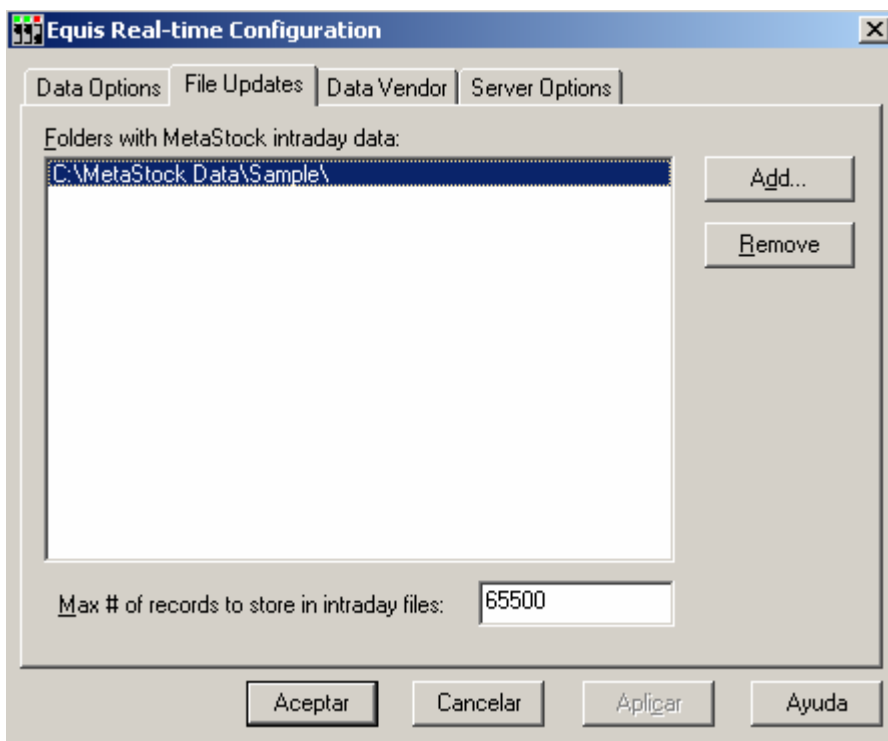 Equis Real-time Configuration
Data Options File Updates Data Vendor Server Options
Folders with MetaStock intraday data:
C:\MetaStock Data\Sample\
Add...
Remove
Max # of records to store in intraday files: 65500
Aceptar Cancelar Aplicar Ayuda